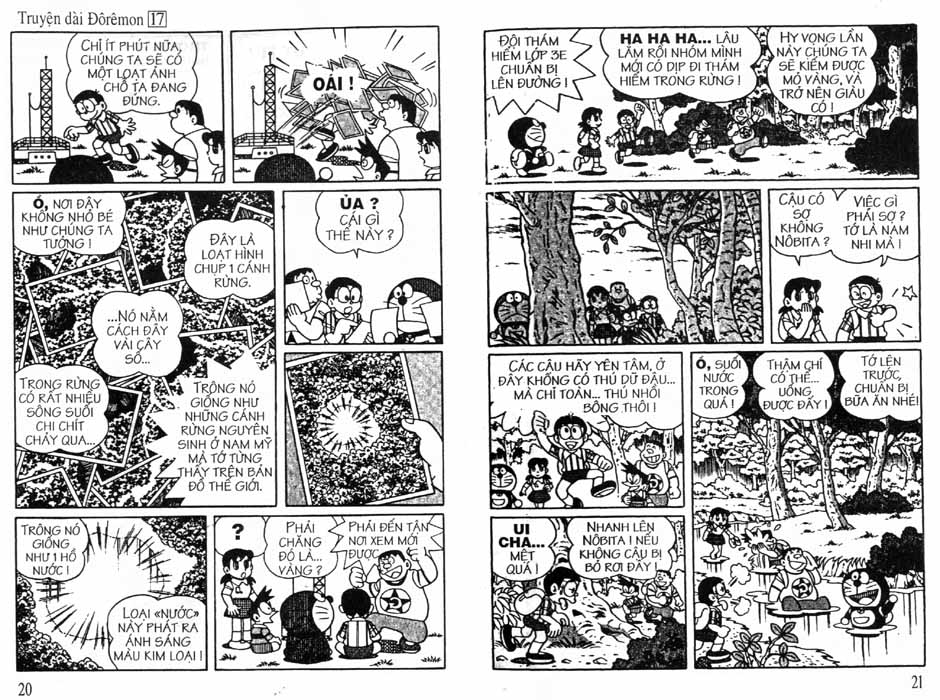 Truyện dài Đôrêmon 17
CHỈ ÍT PHÚT NỮA,
CHÚNG TA SẼ CÓ
MỘT LOẠT ẢNH
CHỖ TA ĐANG
ĐỨNG.
OÁI !
Ó, NƠI ĐÂY
KHÔNG NHỎ BÉ
NHƯ CHÚNG TA
TƯỞNG !
ĐÂY LÀ
LOẠT HÌNH
CHỤP 1 CÁNH
RỪNG.
...NÓ NẰM
CÁCH ĐÂY
VÀI CÂY
SỐ...
TRONG RỪNG
CÓ RẤT NHIỀU
SÔNG SUỐI
CHI CHÍT
CHẢY QUA...
TRÔNG NÓ
GIỐNG NHƯ
NHỮNG CÁNH
RỪNG NGUYÊN
SINH Ở NAM MỸ
MÀ TỚ TỪNG
THẤY TRÊN BẢN
ĐỒ THẾ GIỚI.
ỦA ?
CÁI GÌ
THẾ NÀY ?
TRÔNG NÓ
GIỐNG
NHƯ 1 HỒ
NƯỚC !
LOẠI «NƯỚC»
NÀY PHÁT RA
ÁNH SÁNG
MÀU KIM LOẠI !
?
PHẢI
CHĂNG
ĐÓ LÀ...
VÀNG ?
PHẢI ĐẾN TẬN
NƠI XEM MỚI
ĐƯỢC
20
ĐỘI THÁM
HIỂM LỚP 3E
CHUẨN BỊ
LÊN ĐƯỜNG !
HA HA HA... LÂU
LẮM RỒI NHÓM MÌNH
MỚI CÓ DỊP ĐI THÁM
HIỂM TRONG RỪNG !
HY VỌNG LẦN
NÀY CHÚNG TA
SẼ KIẾM ĐƯỢC
MỎ VÀNG, VÀ
TRỞ NÊN GIÀU
CÓ !
CẬU CÓ
SỢ
KHÔNG
NÔBITA ?
VIỆC GÌ
PHẢI SỢ ?
TỚ LÀ NAM
NHI MÀ !
CÁC CẬU HÃY YÊN TÂM, Ở
ĐÂY KHÔNG CÓ THÚ DỮ ĐÂU...
MÀ CHỈ TOÀN... THÚ NHỒI
BÔNG THÔI !
UI
CHA...
MỆT
QUÁ !
NHANH LÊN
NÔBITA ! NẾU
KHÔNG CẬU BỊ
BỎ RƠI ĐẤY !
Ó, SUỐI
NƯỚC
TRONG
QUÁ !
THẬM CHÍ
CÓ THỂ...
UỐNG
ĐƯỢC ĐẤY !
TỚ LÊN
TRƯỚC,
CHUẨN BỊ
BỮA ĂN NHÉ!
21